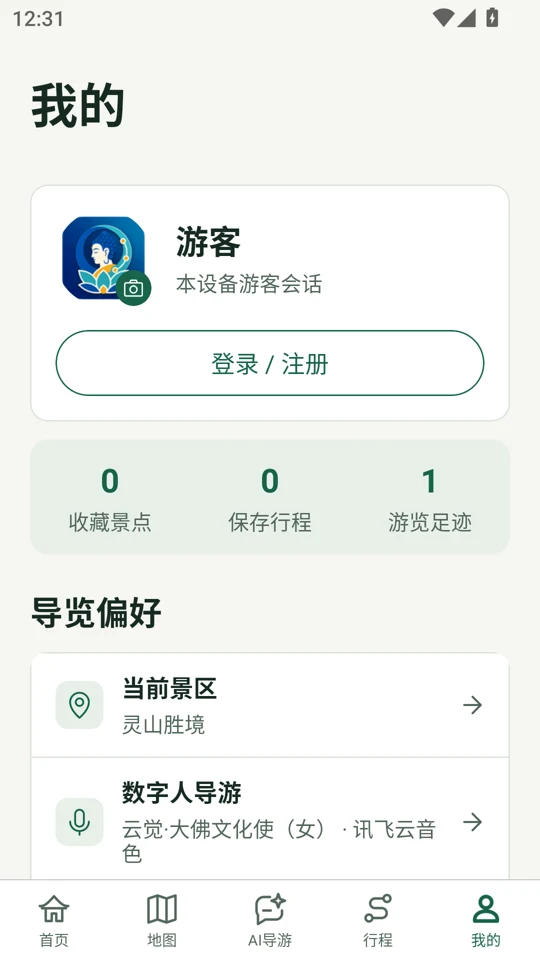 12:31
我的
游客
本设备游客会话
登录 / 注册
0
0
1
收藏景点
保存行程
游览足迹
导览偏好
当前景区
灵山胜境
数字人导游
云觉·大佛文化使（女） · 讯飞云音
色
首页
地图
AI导游
行程
我的